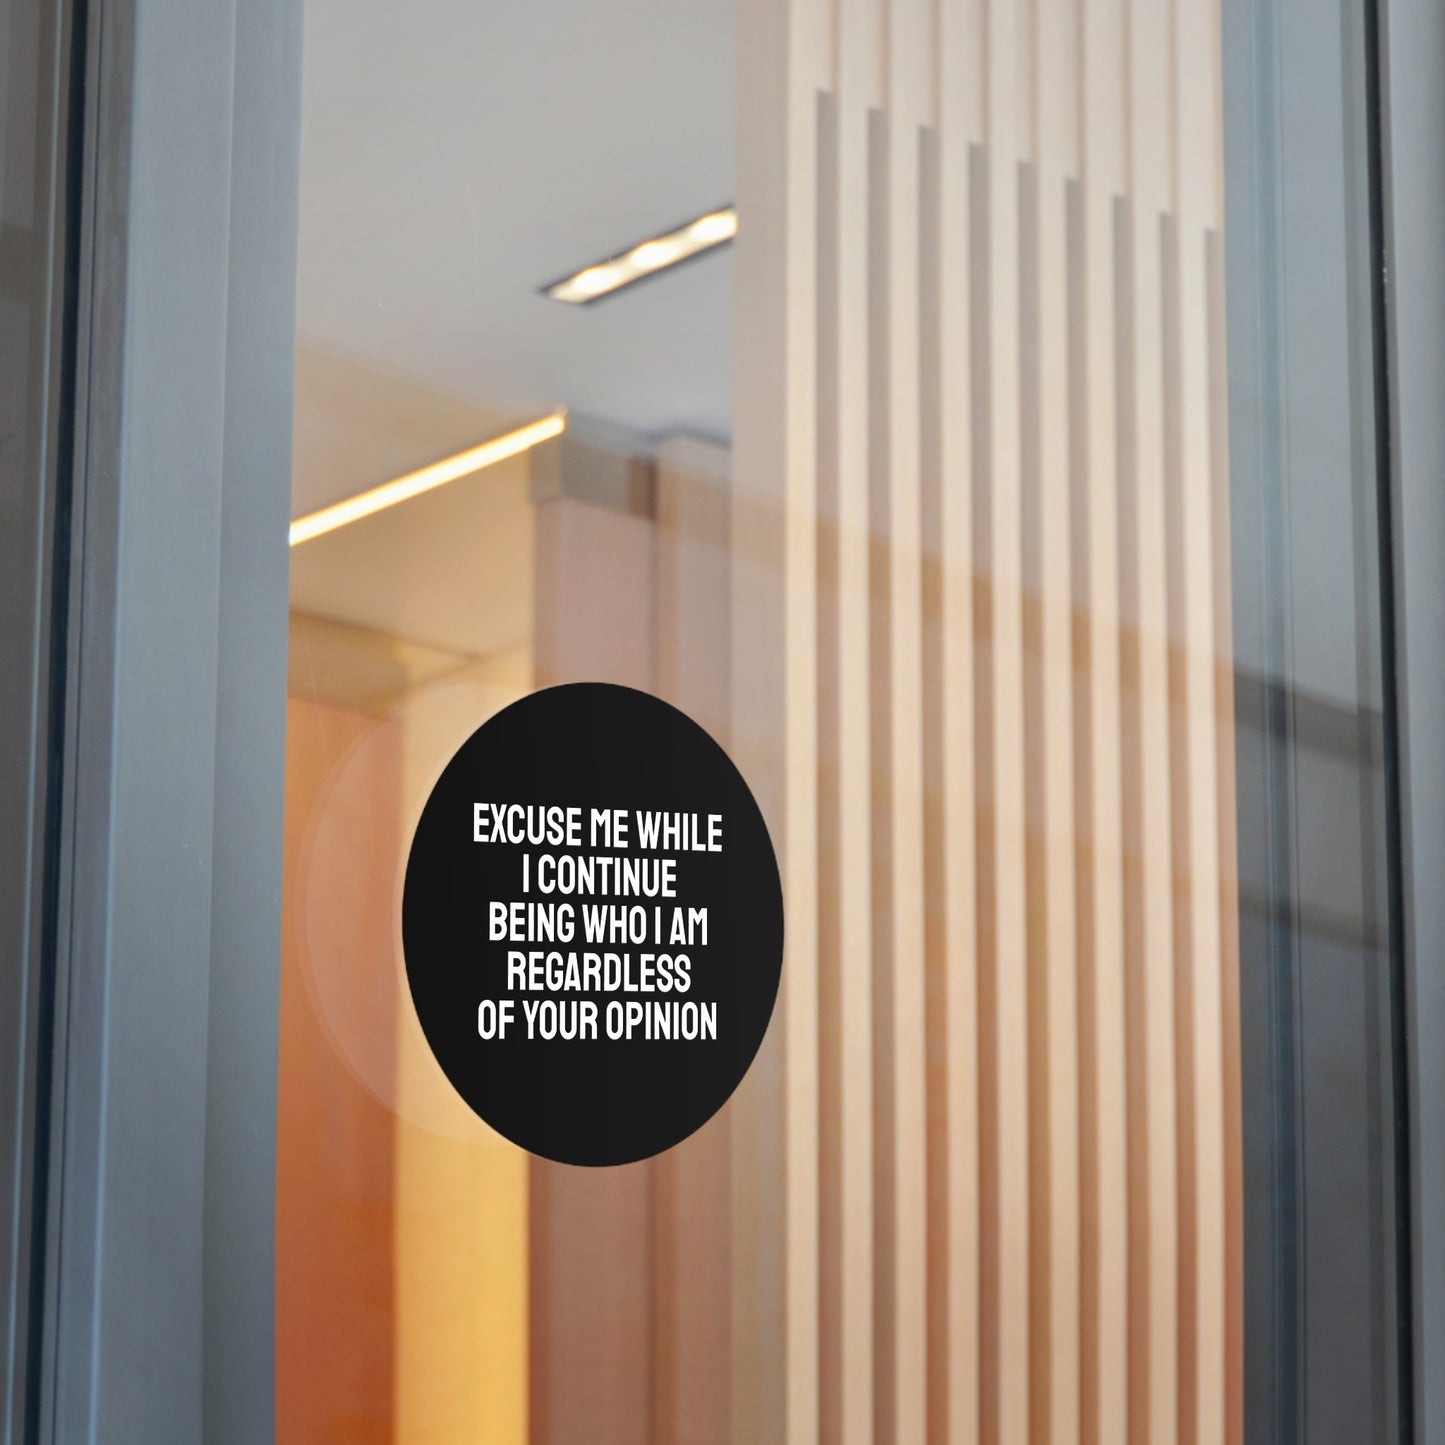 EXCUSE ME WHILE
I CONTINUE
BEING WHO I AM
REGARDLESS
OF YOUR OPINION